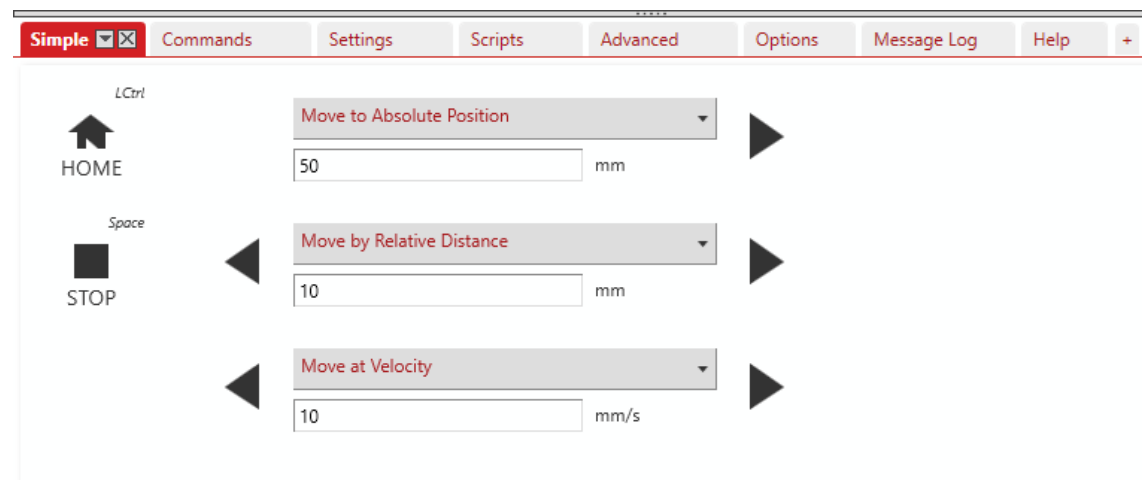 Simple Commands Settings Scripts Advanced Options Message Log Help +
LCtrl
HOME
Move to Absolute Position
50 mm
Space
STOP
Move by Relative Distance
10 mm
Move at Velocity
10 mm/s